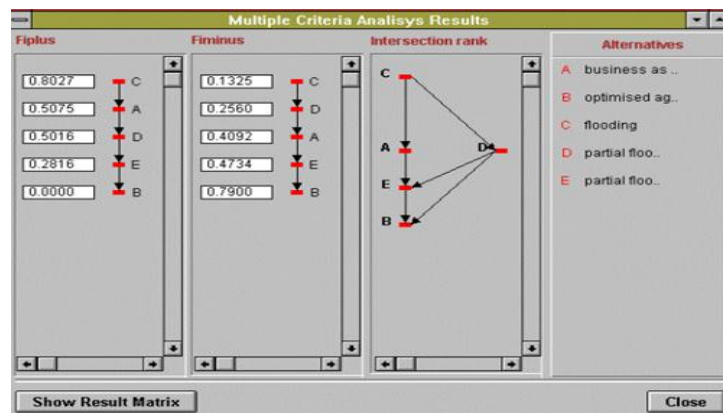 Multiple Criteria Analisys Results
Fiplus
0.8027 C
0.5075 A
0.5016 D
0.2816 E
0.0000 B
Fiminus
0.1325 C
0.2560 D
0.4092 A
0.4734 E
0.7900 B
Intersection rank
C
A D
E
B
Alternatives
A business as ..
B optimised ag..
C flooding
D partial floo..
E partial floo..
Show Result Matrix
Close